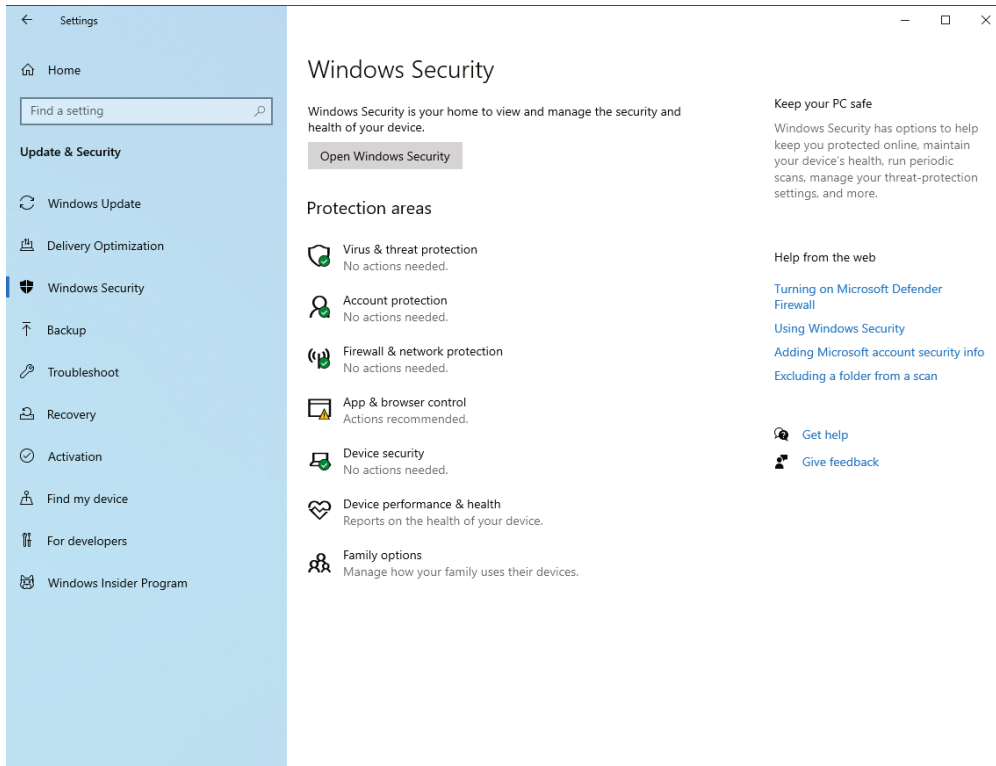 Settings
Home
Find a setting
Update & Security
Windows Update
Delivery Optimization
Windows Security
Backup
Troubleshoot
Recovery
Activation
Find my device
For developers
Windows Insider Program
Windows Security
Windows Security is your home to view and manage the security and
health of your device.
Open Windows Security
Protection areas
Virus & threat protection
No actions needed.
Account protection
No actions needed.
Firewall & network protection
No actions needed.
App & browser control
Actions recommended.
Device security
No actions needed.
Device performance & health
Reports on the health of your device.
Family options
Manage how your family uses their devices.
Keep your PC safe
Windows Security has options to help
keep you protected online, maintain
your device's health, run periodic
scans, manage your threat-protection
settings, and more.
Help from the web
Turning on Microsoft Defender
Firewall
Using Windows Security
Adding Microsoft account security info
Excluding a folder from a scan
Get help
Give feedback